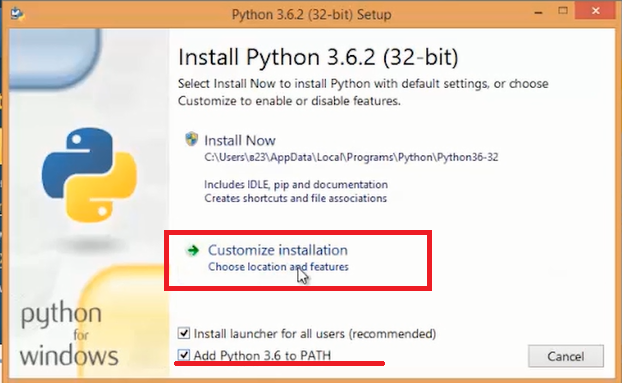 Python 3.6.2 (32-bit) Setup
Install Python 3.6.2 (32-bit)
Select Install Now to install Python with default settings, or choose
Customize to enable or disable features.
Install Now
C:\Users\в23\AppData\Local\Programs\Python\Python36-32
Includes IDLE, pip and documentation
Creates shortcuts and file associations
Customize installation
Choose location and features
python
for
windows
Install launcher for all users (recommended)
Add Python 3.6 to PATH
Cancel